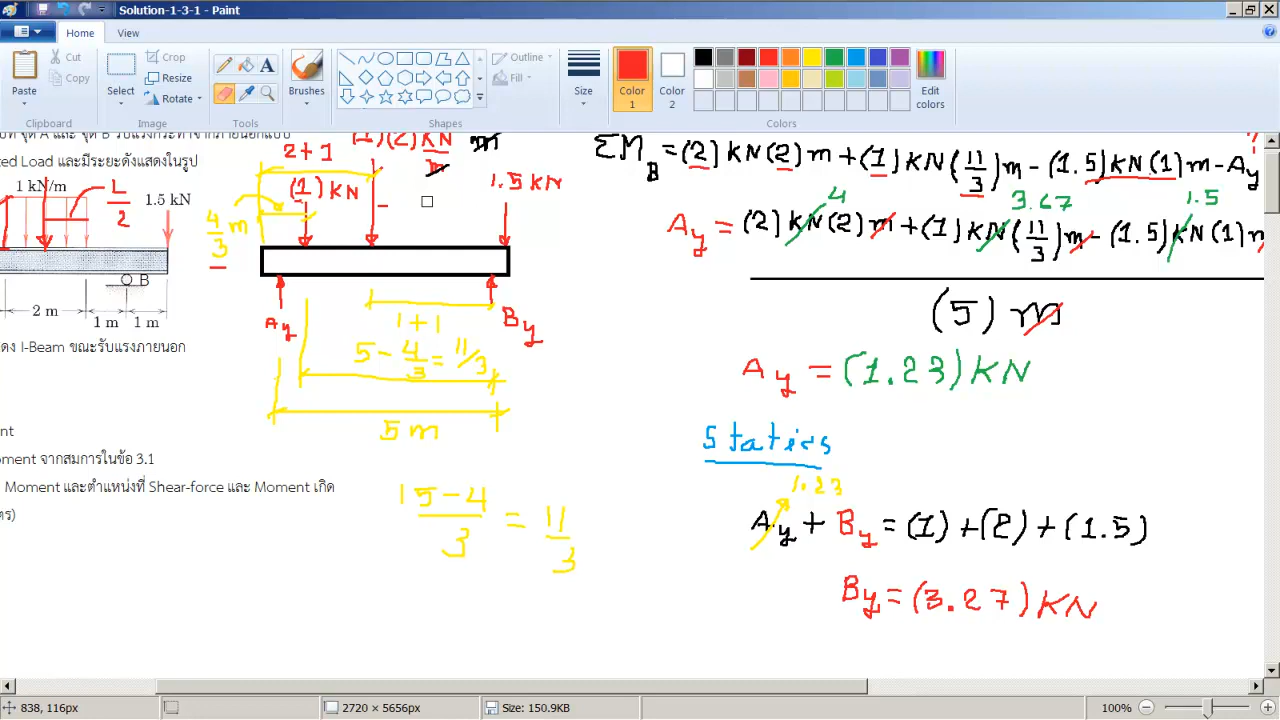 Solution-1-3-1 - Paint
Home View
Paste
Cut
Copy
Clipboard
Select
Crop
Resize
Rotate
Image
Tools
Brushes
Shapes
Outline
Fill
Size
Color 1
Color 2
Edit colors
Colors
ted Load และมีระยะดังแสดงในรูป
1 kN/m
L/2
1.5 kN
B
2 m
1 m
1 m
ดง I-Beam ขณะรับแรงภายนอก
nt
oment จากสมการในข้อ 3.1
Moment และตำแหน่งที่ Shear-force และ Moment เกิด
2+1
(1)(2) KN
m
(1) KN
1.5 KN
4/3 m
Ay
By
1+1
5-4/3=11/3
5 m
15-4/3 = 11/3
ΣM_B = (2) KN (2) m + (1) KN (11/3) m - (1.5) KN (1) m - Ay
4
3.67
1.5
Ay = (2) KN (2) m + (1) KN (11/3) m - (1.5) KN (1) m
(5) m
Ay = (1.23) KN
Statics
1.23
Ay + By = (1) + (2) + (1.5)
By = (3.27) KN
838, 116px
2720 × 5656px
Size: 150.9KB
100%